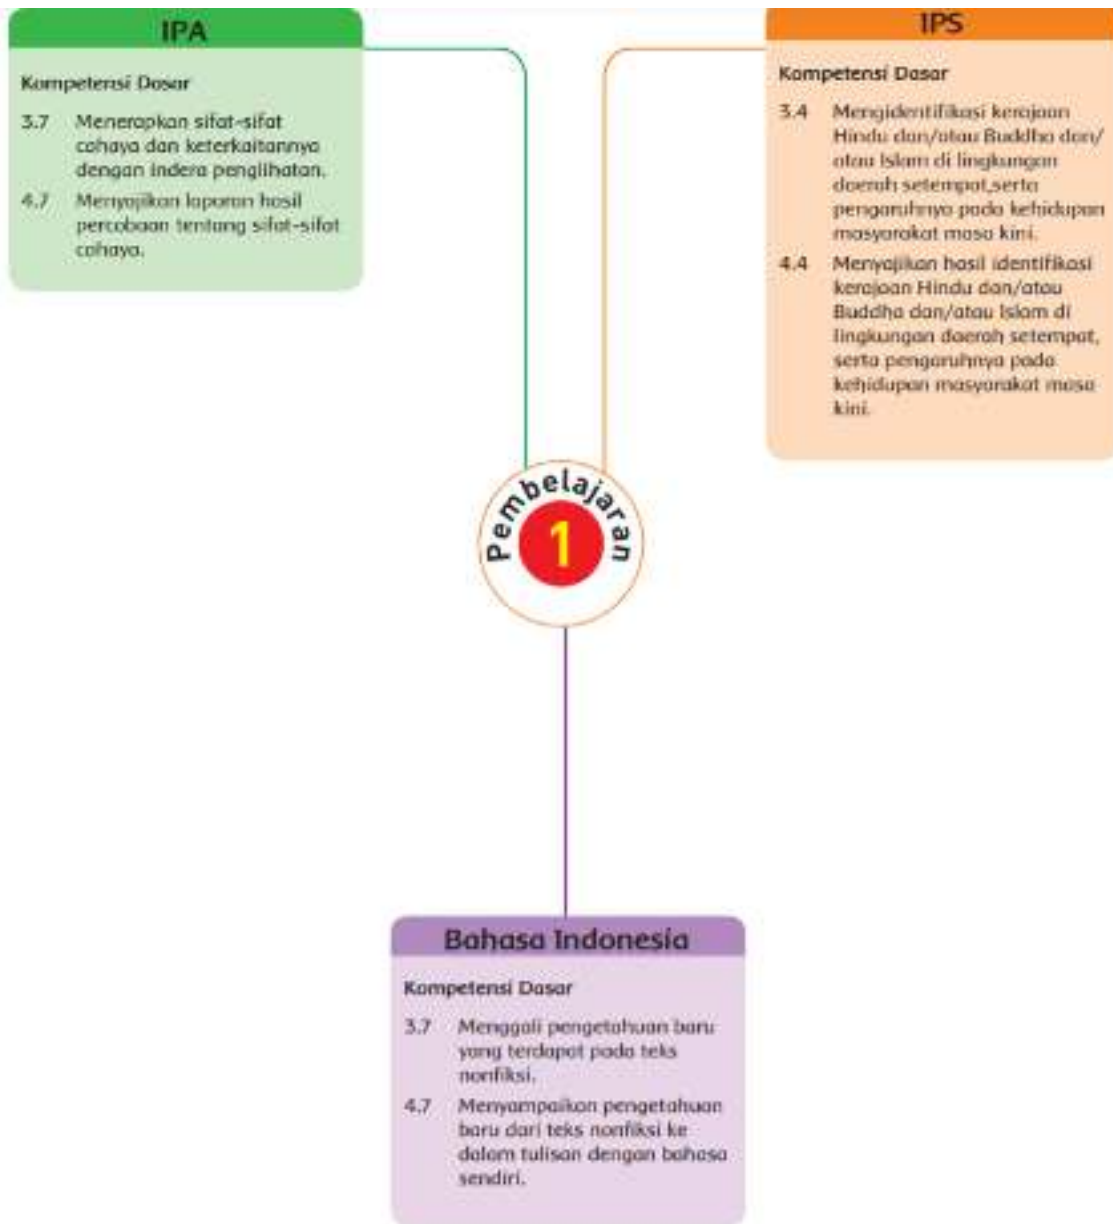 IPA
Kompetensi Dasar
3.7 Menerapkan sifat-sifat
cahaya dan keterkaitannya
dengan indera penglihatan.
4.7 Menyajikan laporan hasil
percobaan tentang sifat-sifat
cahaya.
IPS
Kompetensi Dasar
3.4 Mengidentifikasi kerajaan
Hindu dan/atau Buddha dan/
atau Islam di lingkungan
daerah setempat,serta
pengaruhnya pada kehidupan
masyarakat masa kini.
4.4 Menyajikan hasil identifikasi
kerajaan Hindu dan/atau
Buddha dan/atau Islam di
lingkungan daerah setempat,
serta pengaruhnya pada
kehidupan masyarakat masa
kini.
Pembelajaran
1
Bahasa Indonesia
Kompetensi Dasar
3.7 Menggali pengetahuan baru
yang terdapat pada teks
nonfiksi.
4.7 Menyampaikan pengetahuan
baru dari teks nonfiksi ke
dalam tulisan dengan bahasa
sendiri.